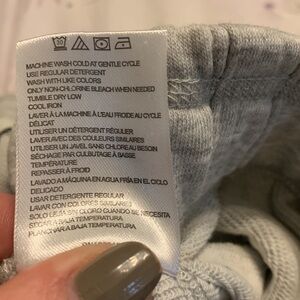 30
MACHINE WASH COLD AT GENTLE CYCLE
USE REGULAR DETERGENT
WASH WITH LIKE COLORS
ONLY NON-CHLORINE BLEACH WHEN NEEDED
TUMBLE DRY LOW
COOL IRON
LAVER À LA MACHINE À L'EAU FROIDE AU CYCLE
DÉLICAT
UTILISER UN DÉTERGENT RÉGULIER
LAVER AVEC DES COULEURS SIMILAIRES
UTILISER UN JAVEL SANS CHLORE AU BESOIN
SÉCHAGE PAR CULBUTAGE À BASSE
TEMPÉRATURE
REPASSER À FROID
LAVADO A MÁQUINA EN AGUA FRÍA EN EL CICLO
DELICADO
USAR DETERGENTE REGULAR
LAVAR CON COLORES SIMILARES
SOLO LEJÍA SIN CLORO CUANDO SE NECESITA
SECAR A BAJA TEMPERATURA
PLANCHAR A BAJA TEMPERATURA